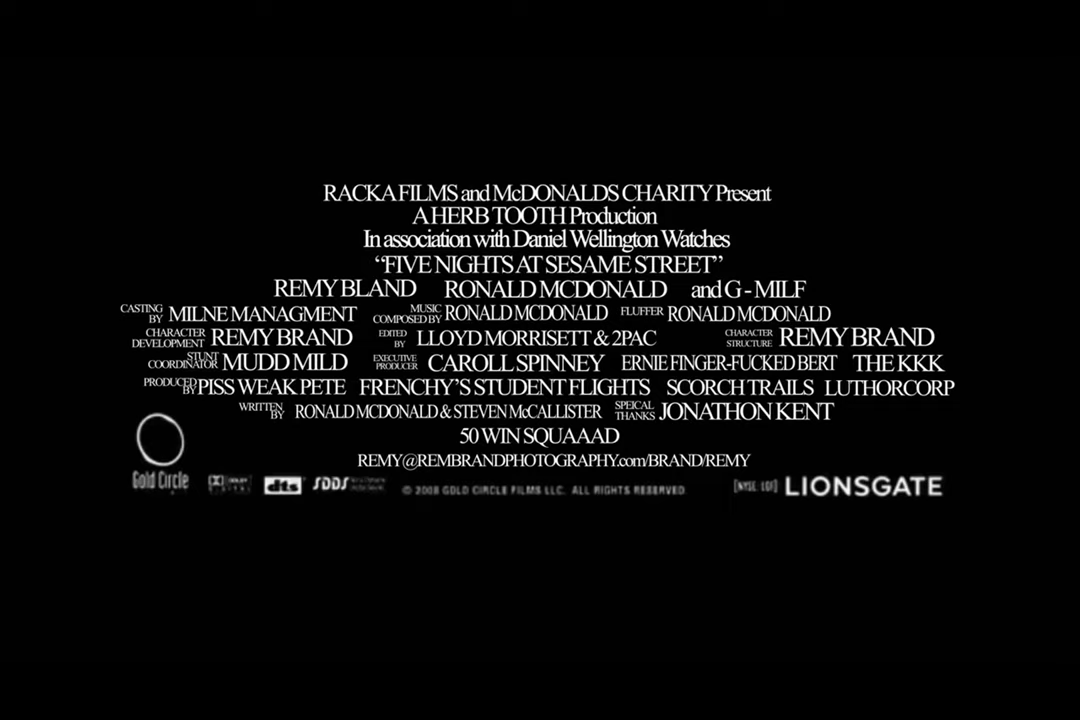 RACKA FILMS and McDONALDS CHARITY Present
A HERB TOOTH Production
In association with Daniel Wellington Watches
“FIVE NIGHTS AT SESAME STREET”
REMY BLAND RONALD MCDONALD and G - MILF
CASTING BY MILNE MANAGMENT MUSIC COMPOSED BY RONALD MCDONALD FLUFFER RONALD MCDONALD
CHARACTER DEVELOPMENT REMY BRAND EDITED BY LLOYD MORRISETT & 2PAC CHARACTER STRUCTURE REMY BRAND
STUNT COORDINATOR MUDD MILD EXECUTIVE PRODUCER CAROLL SPINNEY ERNIE FINGER-FUCKED BERT THE KKK
PRODUCED BY PISS WEAK PETE FRENCHY’S STUDENT FLIGHTS SCORCH TRAILS LUTHORCORP
WRITTEN BY RONALD MCDONALD & STEVEN McCALLISTER SPEICAL THANKS JONATHON KENT
50 WIN SQUAAAD
REMY@REMBRANDPHOTOGRAPHY.com/BRAND/REMY
Gold Circle dts SDDS © 2008 GOLD CIRCLE FILMS LLC. ALL RIGHTS RESERVED. [NYSE: LGF] LIONSGATE